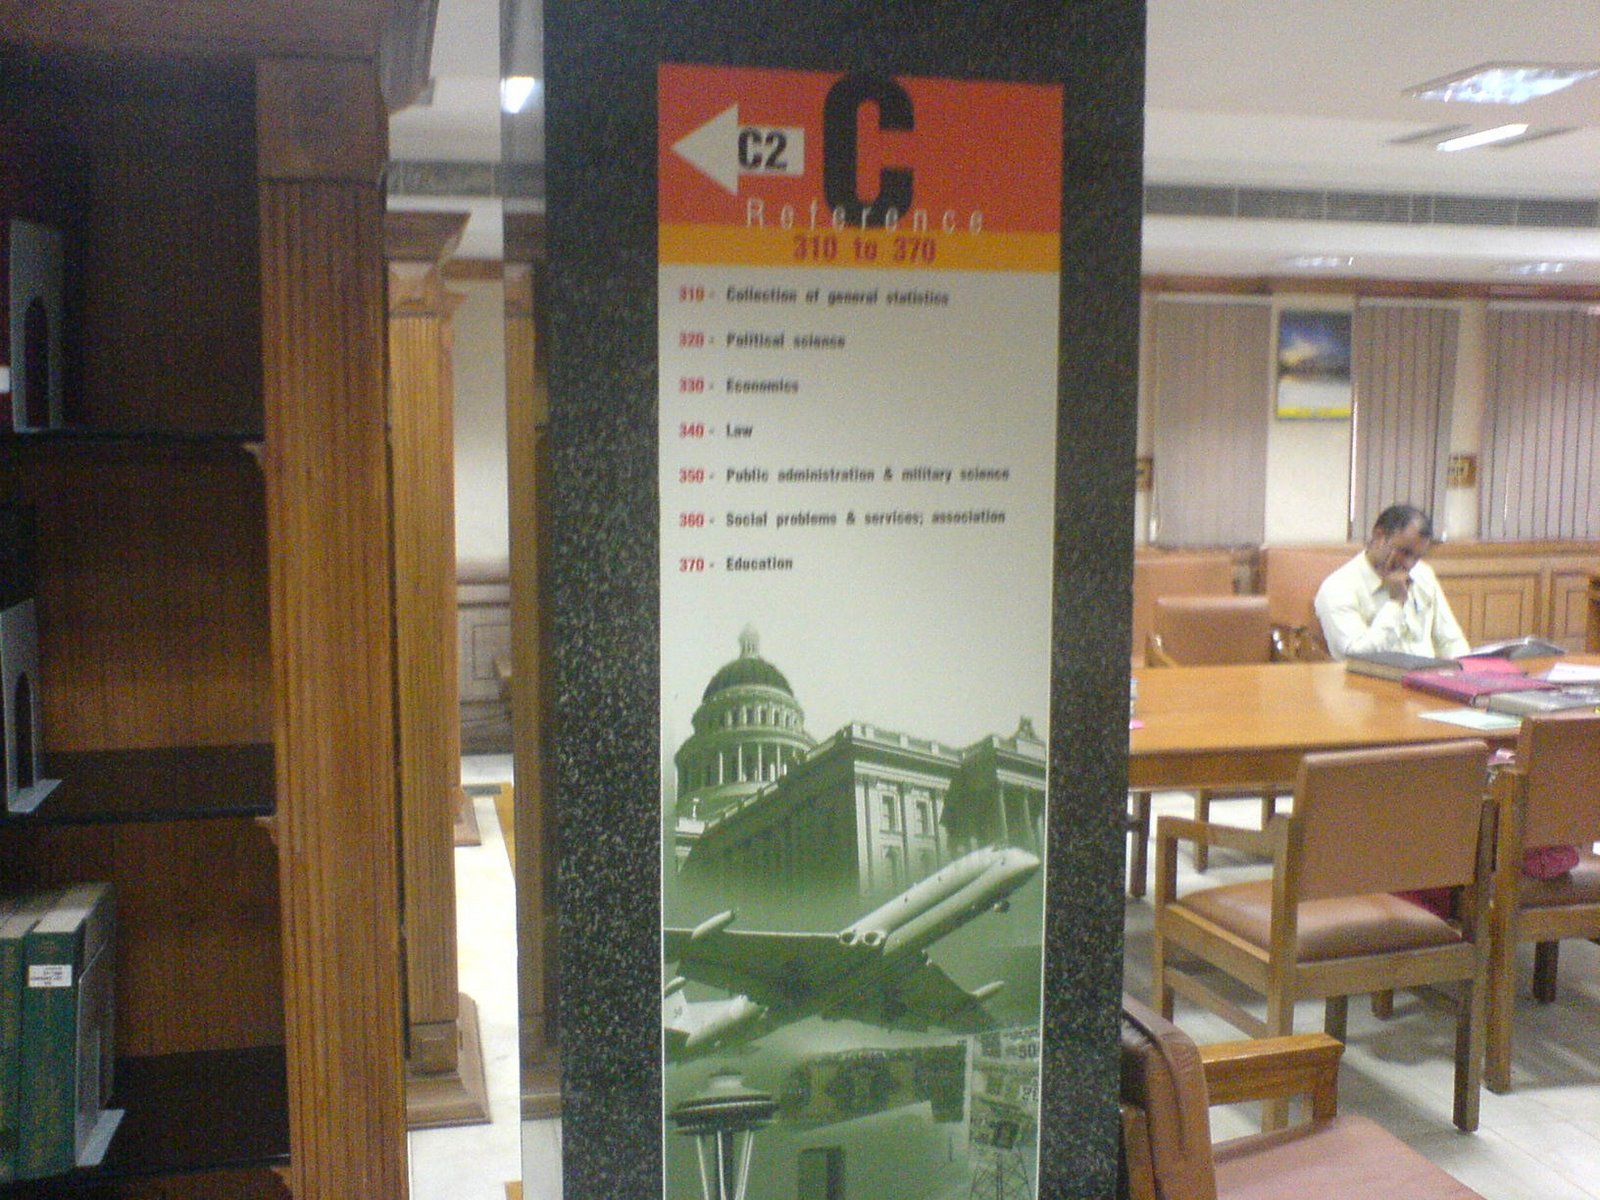 C
C2
Reference
310 to 370
310 - Collection of general statistics
320 - Political science
330 - Economics
340 - Law
350 - Public administration & military science
360 - Social problems & services; association
370 - Education
50